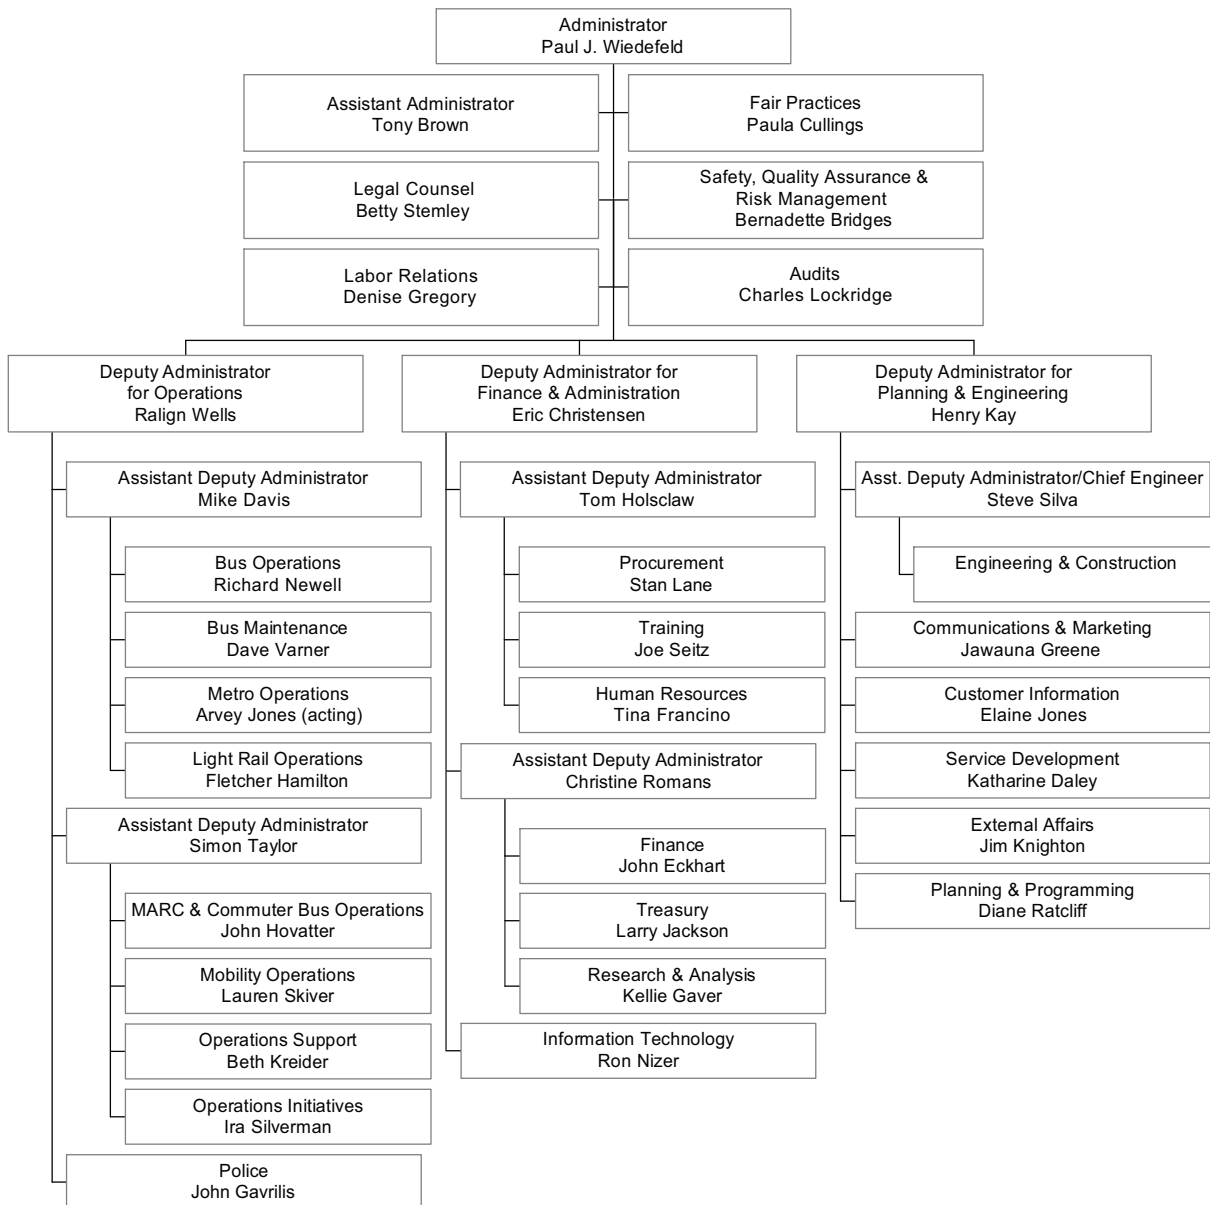 Administrator
Paul J. Wiedefeld
Assistant Administrator
Tony Brown
Fair Practices
Paula Cullings
Legal Counsel
Betty Stemley
Safety, Quality Assurance &
Risk Management
Bernadette Bridges
Labor Relations
Denise Gregory
Audits
Charles Lockridge
Deputy Administrator
for Operations
Ralign Wells
Assistant Deputy Administrator
Mike Davis
Bus Operations
Richard Newell
Bus Maintenance
Dave Varner
Metro Operations
Arvey Jones (acting)
Light Rail Operations
Fletcher Hamilton
Assistant Deputy Administrator
Simon Taylor
MARC & Commuter Bus Operations
John Hovatter
Mobility Operations
Lauren Skiver
Operations Support
Beth Kreider
Operations Initiatives
Ira Silverman
Police
John Gavrilis
Deputy Administrator for
Finance & Administration
Eric Christensen
Assistant Deputy Administrator
Tom Holsclaw
Procurement
Stan Lane
Training
Joe Seitz
Human Resources
Tina Francino
Assistant Deputy Administrator
Christine Romans
Finance
John Eckhart
Treasury
Larry Jackson
Research & Analysis
Kellie Gaver
Information Technology
Ron Nizer
Deputy Administrator for
Planning & Engineering
Henry Kay
Asst. Deputy Administrator/Chief Engineer
Steve Silva
Engineering & Construction
Communications & Marketing
Jawauna Greene
Customer Information
Elaine Jones
Service Development
Katharine Daley
External Affairs
Jim Knighton
Planning & Programming
Diane Ratcliff